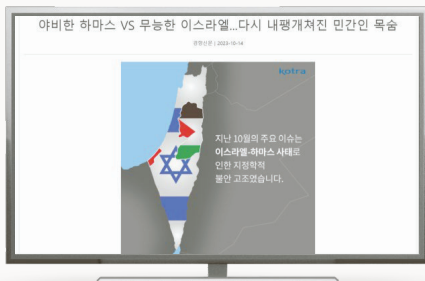 야비한 하마스 VS 무능한 이스라엘...다시 내팽개쳐진 민간인 목숨
2023-10-14
kotra
지난 10월의 주요 이슈는
이스라엘-하마스 사태로
인한 지정학적
불안 고조였습니다.